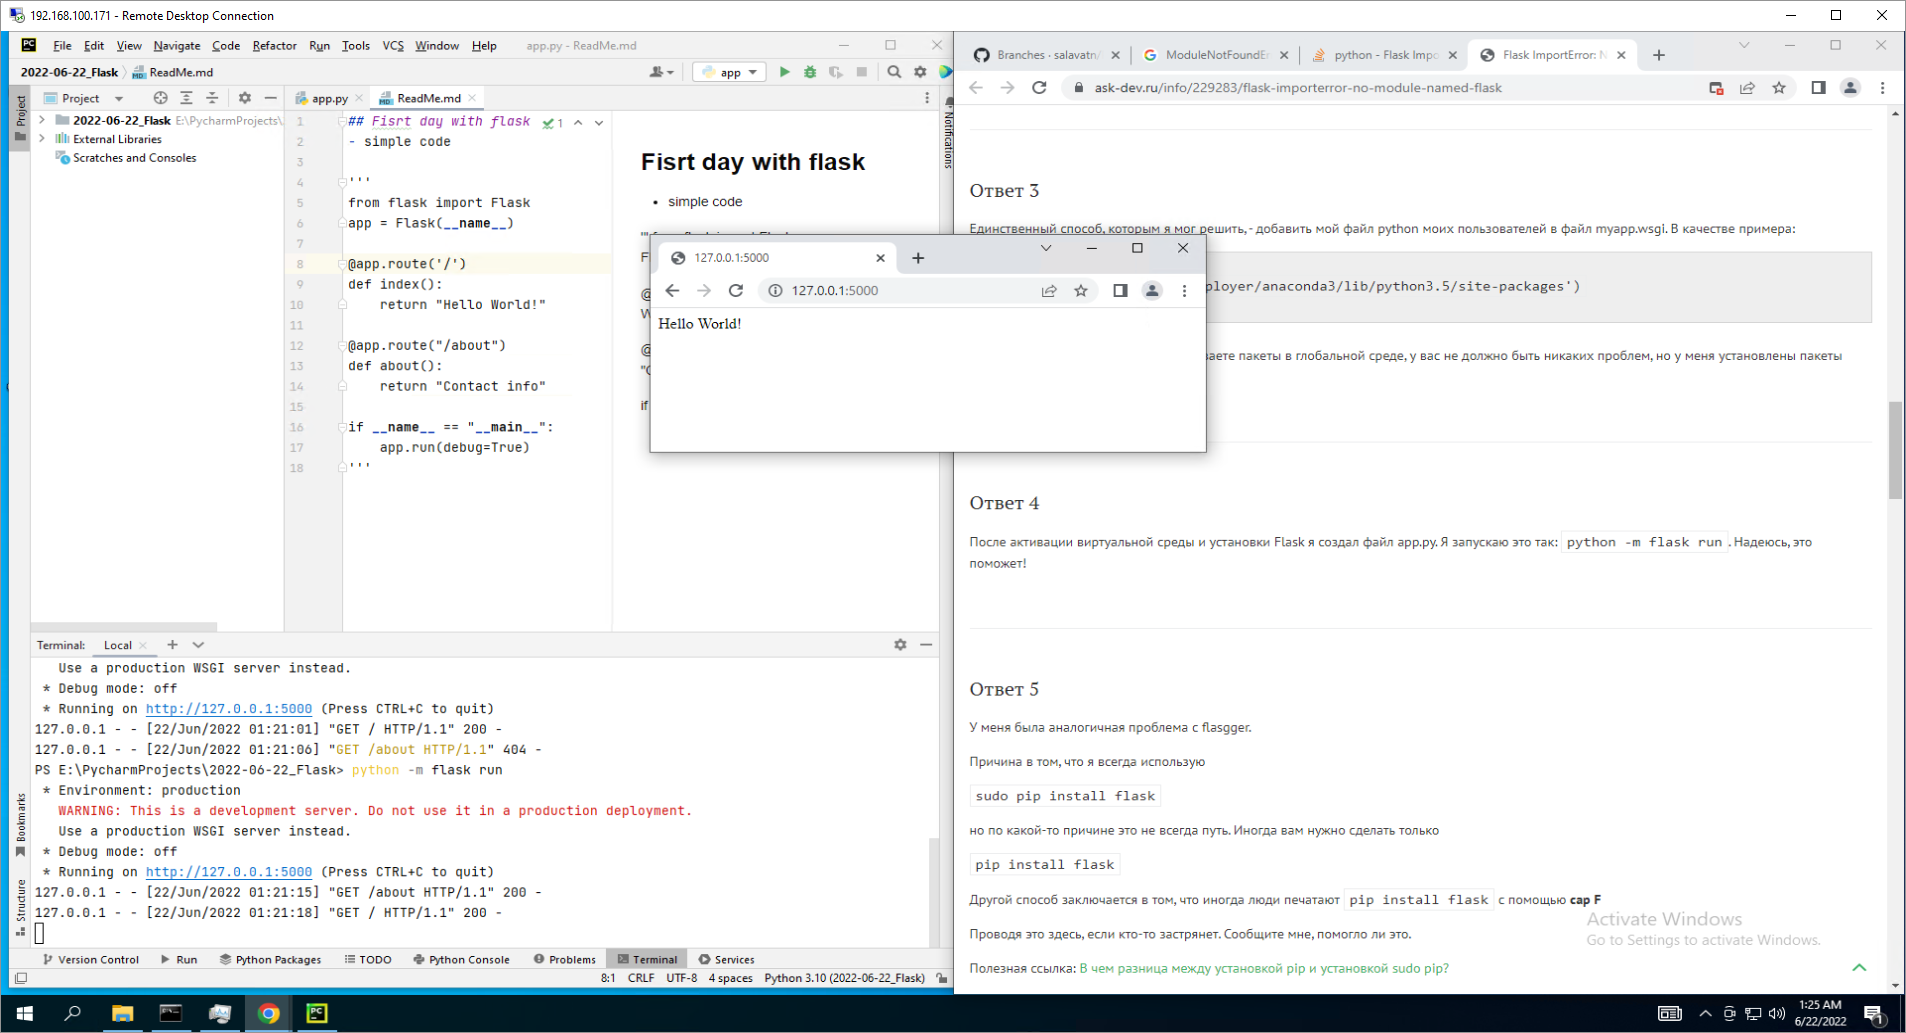 192.168.100.171 - Remote Desktop Connection
File Edit View Navigate Code Refactor Run Tools VCS Window Help app.py - ReadMe.md
2022-06-22_Flask ReadMe.md app
Project
Project app.py ReadMe.md
2022-06-22_Flask E:\PycharmProjects\
External Libraries
Scratches and Consoles
Notifications
1 ## Fisrt day with flask 1
2 - simple code
3
4 '''
5 from flask import Flask
6 app = Flask(__name__)
7
8 @app.route('/')
9 def index():
10 return "Hello World!"
11
12 @app.route("/about")
13 def about():
14 return "Contact info"
15
16 if __name__ == "__main__":
17 app.run(debug=True)
18 '''
Fisrt day with flask
• simple code
if
127.0.0.1:5000
127.0.0.1:5000
Hello World!
Terminal: Local
Use a production WSGI server instead.
* Debug mode: off
* Running on http://127.0.0.1:5000 (Press CTRL+C to quit)
127.0.0.1 - - [22/Jun/2022 01:21:01] "GET / HTTP/1.1" 200 -
127.0.0.1 - - [22/Jun/2022 01:21:06] "GET /about HTTP/1.1" 404 -
PS E:\PycharmProjects\2022-06-22_Flask> python -m flask run
* Environment: production
WARNING: This is a development server. Do not use it in a production deployment.
Use a production WSGI server instead.
* Debug mode: off
* Running on http://127.0.0.1:5000 (Press CTRL+C to quit)
127.0.0.1 - - [22/Jun/2022 01:21:15] "GET /about HTTP/1.1" 200 -
127.0.0.1 - - [22/Jun/2022 01:21:18] "GET / HTTP/1.1" 200 -
Bookmarks
Structure
Version Control Run Python Packages TODO Python Console Problems Terminal Services
8:1 CRLF UTF-8 4 spaces Python 3.10 (2022-06-22_Flask)
Branches · salavatn/ ModuleNotFoundEr python - Flask Impo Flask ImportError: N
ask-dev.ru/info/229283/flask-importerror-no-module-named-flask
Ответ 3
Единственный способ, которым я мог решить, - добавить мой файл python моих пользователей в файл myapp.wsgi. В качестве примера:
ployer/anaconda3/lib/python3.5/site-packages')
ваете пакеты в глобальной среде, у вас не должно быть никаких проблем, но у меня установлены пакеты
Ответ 4
После активации виртуальной среды и установки Flask я создал файл app.py. Я запускаю это так: python -m flask run. Надеюсь, это
поможет!
Ответ 5
У меня была аналогичная проблема с flasgger.
Причина в том, что я всегда использую
sudo pip install flask
но по какой-то причине это не всегда путь. Иногда вам нужно сделать только
pip install flask
Другой способ заключается в том, что иногда люди печатают pip install flask с помощью cap F
Проводя это здесь, если кто-то застрянет. Сообщите мне, помогло ли это.
Полезная ссылка: В чем разница между установкой pip и установкой sudo pip?
Activate Windows
Go to Settings to activate Windows.
1:25 AM
6/22/2022
1